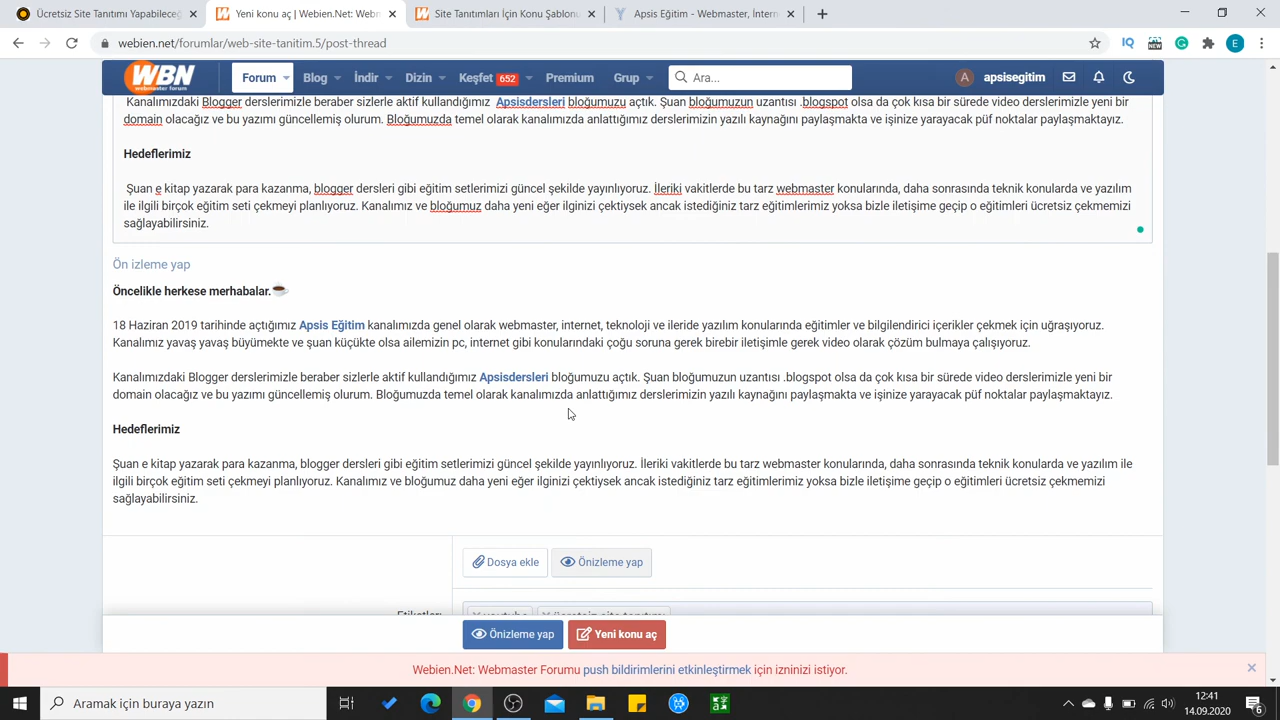 Ücretsiz Site Tanıtımı Yapabileceğ
Yeni konu aç | Webien.Net: Webm
Site Tanıtımları İçin Konu Şablonu
Apsis Eğitim - Webmaster, İntern
webien.net/forumlar/web-site-tanitim.5/post-thread
WBN
webmaster forum
Forum
Blog
İndir
Dizin
Keşfet 652
Premium
Grup
Ara...
A
apsisegitim
Kanalımızdaki Blogger derslerimizle beraber sizlerle aktif kullandığımız Apsisdersleri bloğumuzu açtık. Şuan bloğumuzun uzantısı .blogspot olsa da çok kısa bir sürede video derslerimizle yeni bir
domain olacağız ve bu yazımı güncellemiş olurum. Bloğumuzda temel olarak kanalımızda anlattığımız derslerimizin yazılı kaynağını paylaşmakta ve işinize yarayacak püf noktalar paylaşmaktayız.
Hedeflerimiz
Şuan e kitap yazarak para kazanma, blogger dersleri gibi eğitim setlerimizi güncel şekilde yayınlıyoruz. İleriki vakitlerde bu tarz webmaster konularında, daha sonrasında teknik konularda ve yazılım
ile ilgili birçok eğitim seti çekmeyi planlıyoruz. Kanalımız ve bloğumuz daha yeni eğer ilginizi çektiysek ancak istediğiniz tarz eğitimlerimiz yoksa bizle iletişime geçip o eğitimleri ücretsiz çekmemizi
sağlayabilirsiniz.
Ön izleme yap
Öncelikle herkese merhabalar.☕
18 Haziran 2019 tarihinde açtığımız Apsis Eğitim kanalımızda genel olarak webmaster, internet, teknoloji ve ileride yazılım konularında eğitimler ve bilgilendirici içerikler çekmek için uğraşıyoruz.
Kanalımız yavaş yavaş büyümekte ve şuan küçükte olsa ailemizin pc, internet gibi konularındaki çoğu soruna gerek birebir iletişimle gerek video olarak çözüm bulmaya çalışıyoruz.
Kanalımızdaki Blogger derslerimizle beraber sizlerle aktif kullandığımız Apsisdersleri bloğumuzu açtık. Şuan bloğumuzun uzantısı .blogspot olsa da çok kısa bir sürede video derslerimizle yeni bir
domain olacağız ve bu yazımı güncellemiş olurum. Bloğumuzda temel olarak kanalımızda anlattığımız derslerimizin yazılı kaynağını paylaşmakta ve işinize yarayacak püf noktalar paylaşmaktayız.
Hedeflerimiz
Şuan e kitap yazarak para kazanma, blogger dersleri gibi eğitim setlerimizi güncel şekilde yayınlıyoruz. İleriki vakitlerde bu tarz webmaster konularında, daha sonrasında teknik konularda ve yazılım ile
ilgili birçok eğitim seti çekmeyi planlıyoruz. Kanalımız ve bloğumuz daha yeni eğer ilginizi çektiysek ancak istediğiniz tarz eğitimlerimiz yoksa bizle iletişime geçip o eğitimleri ücretsiz çekmemizi
sağlayabilirsiniz.
Dosya ekle
Önizleme yap
Etiketler:
youtube
ücretsiz site tanıtımı
Önizleme yap
Yeni konu aç
Webien.Net: Webmaster Forumu push bildirimlerini etkinleştirmek için izninizi istiyor.
Aramak için buraya yazın
12:41
14.09.2020
6